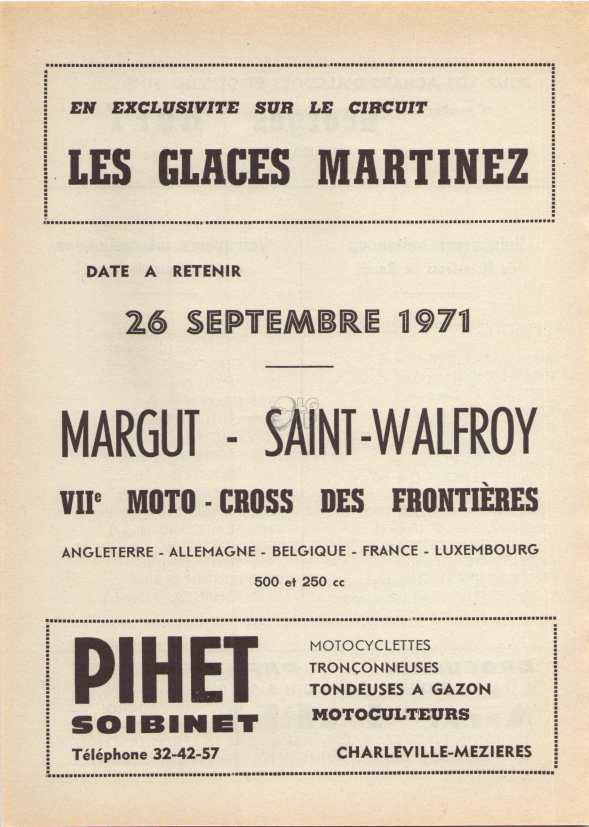 EN EXCLUSIVITE SUR LE CIRCUIT
LES GLACES MARTINEZ
DATE A RETENIR
26 SEPTEMBRE 1971
MARGUT - SAINT-WALFROY
VIIe MOTO-CROSS DES FRONTIÈRES
ANGLETERRE - ALLEMAGNE - BELGIQUE - FRANCE - LUXEMBOURG
500 et 250 cc
PIHET
SOIBINET
Téléphone 32-42-57
MOTOCYCLETTES
TRONÇONNEUSES
TONDEUSES A GAZON
MOTOCULTEURS
CHARLEVILLE-MEZIERES